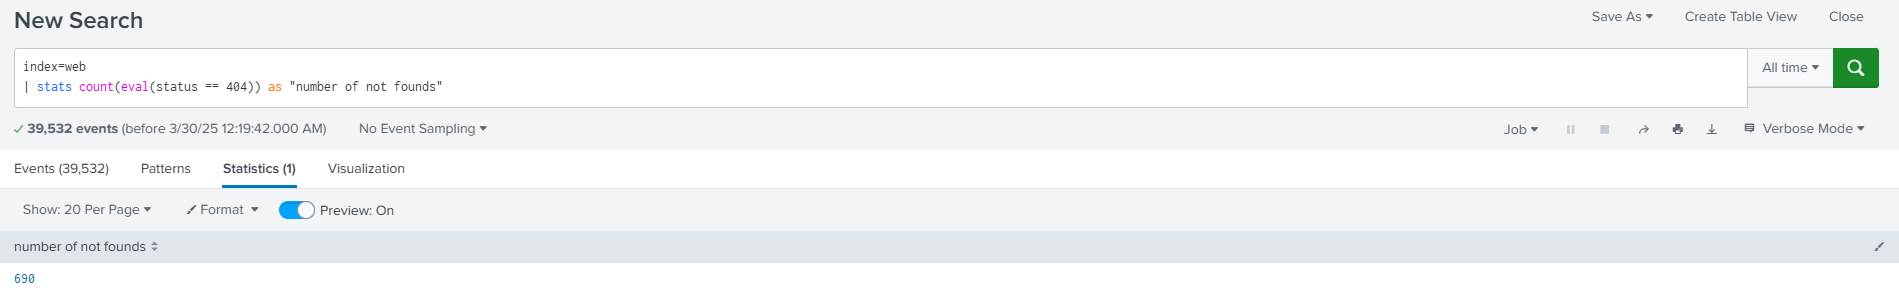 New Search
Save As Create Table View Close
index=web
| stats count(eval(status == 404)) as "number of not founds"
All time
39,532 events (before 3/30/25 12:19:42.000 AM) No Event Sampling
Job Verbose Mode
Events (39,532) Patterns Statistics (1) Visualization
Show: 20 Per Page Format Preview: On
number of not founds
690